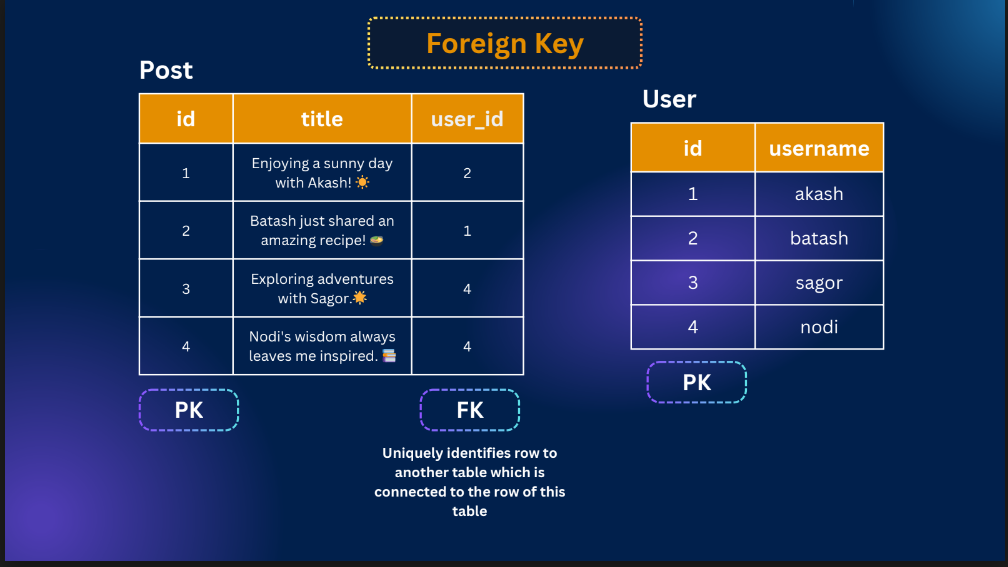 Foreign Key
Post
id title user_id
1 Enjoying a sunny day
with Akash! ☀️ 2
2 Batash just shared an
amazing recipe! 🍛 1
3 Exploring adventures
with Sagor.☀️ 4
4 Nodi's wisdom always
leaves me inspired. 📚 4
PK
FK
Uniquely identifies row to
another table which is
connected to the row of this
table
User
id username
1 akash
2 batash
3 sagor
4 nodi
PK